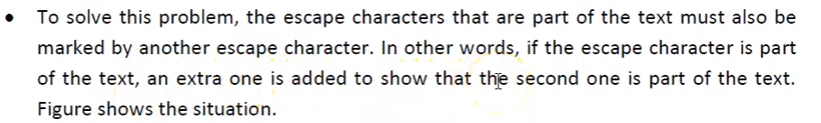 • To solve this problem, the escape characters that are part of the text must also be
marked by another escape character. In other words, if the escape character is part
of the text, an extra one is added to show that the second one is part of the text.
Figure shows the situation.